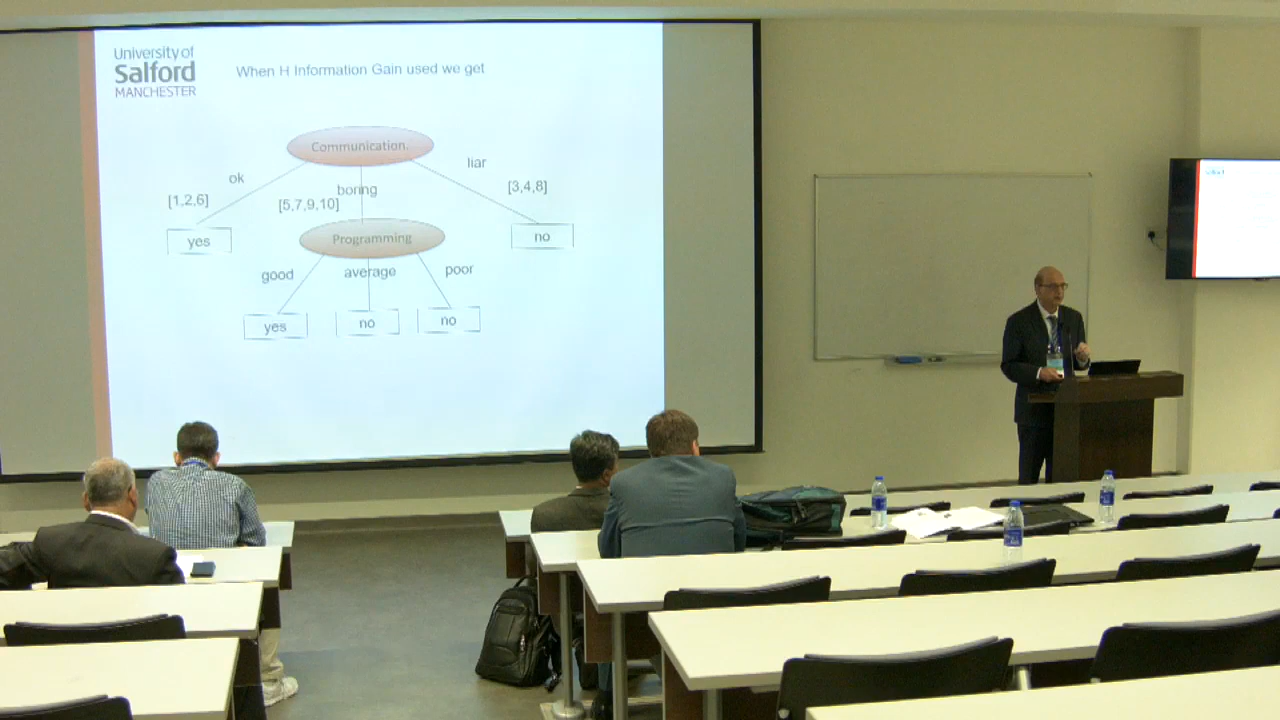 University of
Salford
MANCHESTER
When H Information Gain used we get
Communication.
ok
boring
liar
[1,2,6]
[5,7,9,10]
[3,4,8]
yes
Programming
no
good
average
poor
yes
no
no